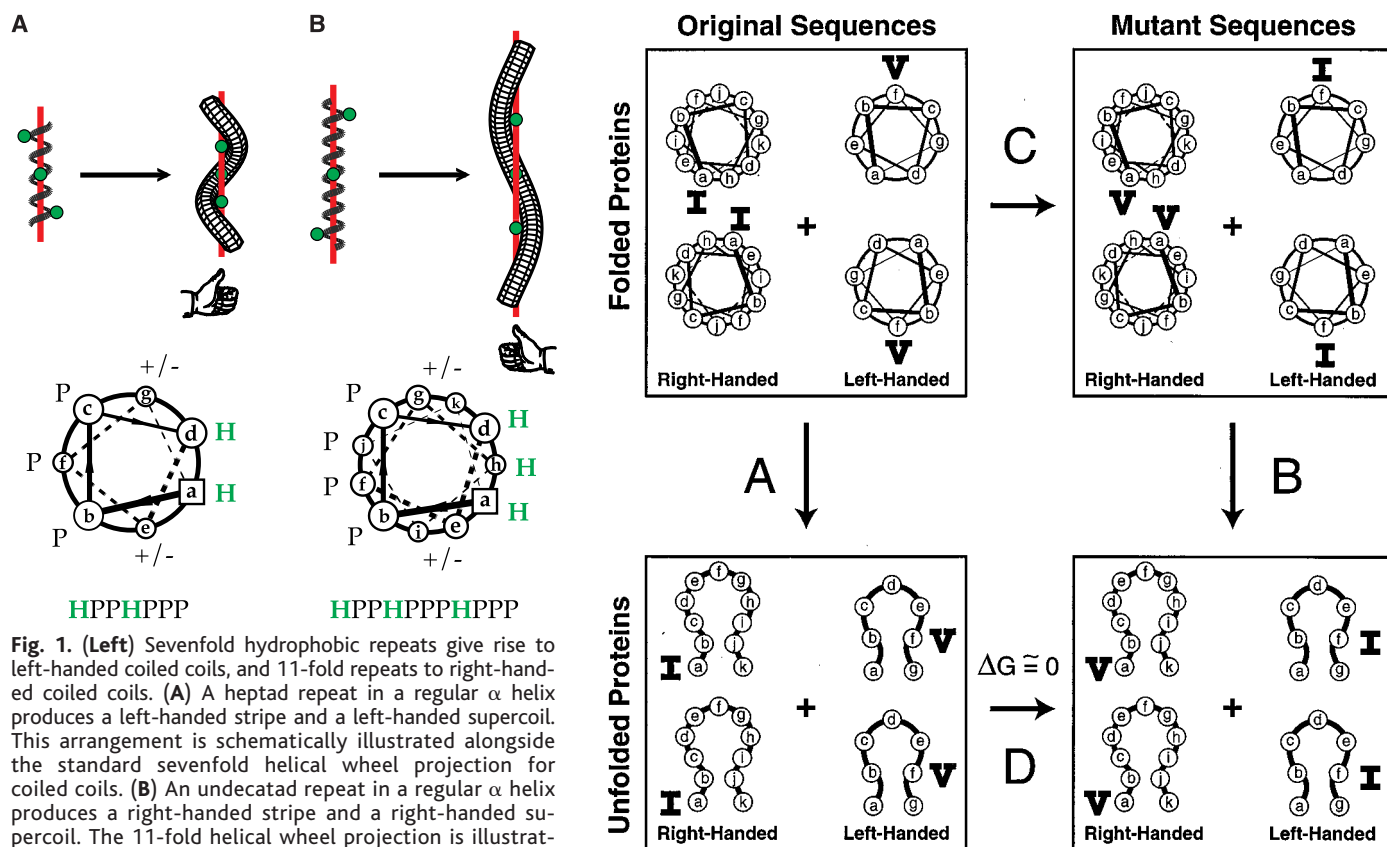 A
B
+/-
P
c
g
d
H
P
f
a
H
b
e
P
+/-
HPPHPPP
+/-
P
c
g
k
d
H
P
j
h
H
P
f
a
H
b
i
e
P
+/-
HPPHPPPHPPP
Fig. 1. (Left) Sevenfold hydrophobic repeats give rise to
left-handed coiled coils, and 11-fold repeats to right-hand-
ed coiled coils. (A) A heptad repeat in a regular α helix
produces a left-handed stripe and a left-handed supercoil.
This arrangement is schematically illustrated alongside
the standard sevenfold helical wheel projection for
coiled coils. (B) An undecatad repeat in a regular α helix
produces a right-handed stripe and a right-handed su-
percoil. The 11-fold helical wheel projection is illustrat-
Original Sequences
Mutant Sequences
Folded Proteins
f j c
b g
i k
e d
a h
I
V
f
b c
e g
a d
+
I
h a
d e
k i
g b
c j f
d a
g e
c b
f
V
Right-Handed
Left-Handed
C
f j c
b g
i k
e d
a h
V
I
f
b c
e g
a d
+
V
h a
d e
k i
g b
c j f
d a
g e
c b
f
I
Right-Handed
Left-Handed
A
B
Unfolded Proteins
e f g
d h
c i
b j
I a k
d
c e
b f V
a g
+
e f g
d h
c i
b j
I a k
d
c e
b f V
a g
Right-Handed
Left-Handed
ΔG ≅ 0
D
e f g
d h
c i
b j
V a k
d
c e
b f I
a g
+
e f g
d h
c i
b j
V a k
d
c e
b f I
a g
Right-Handed
Left-Handed